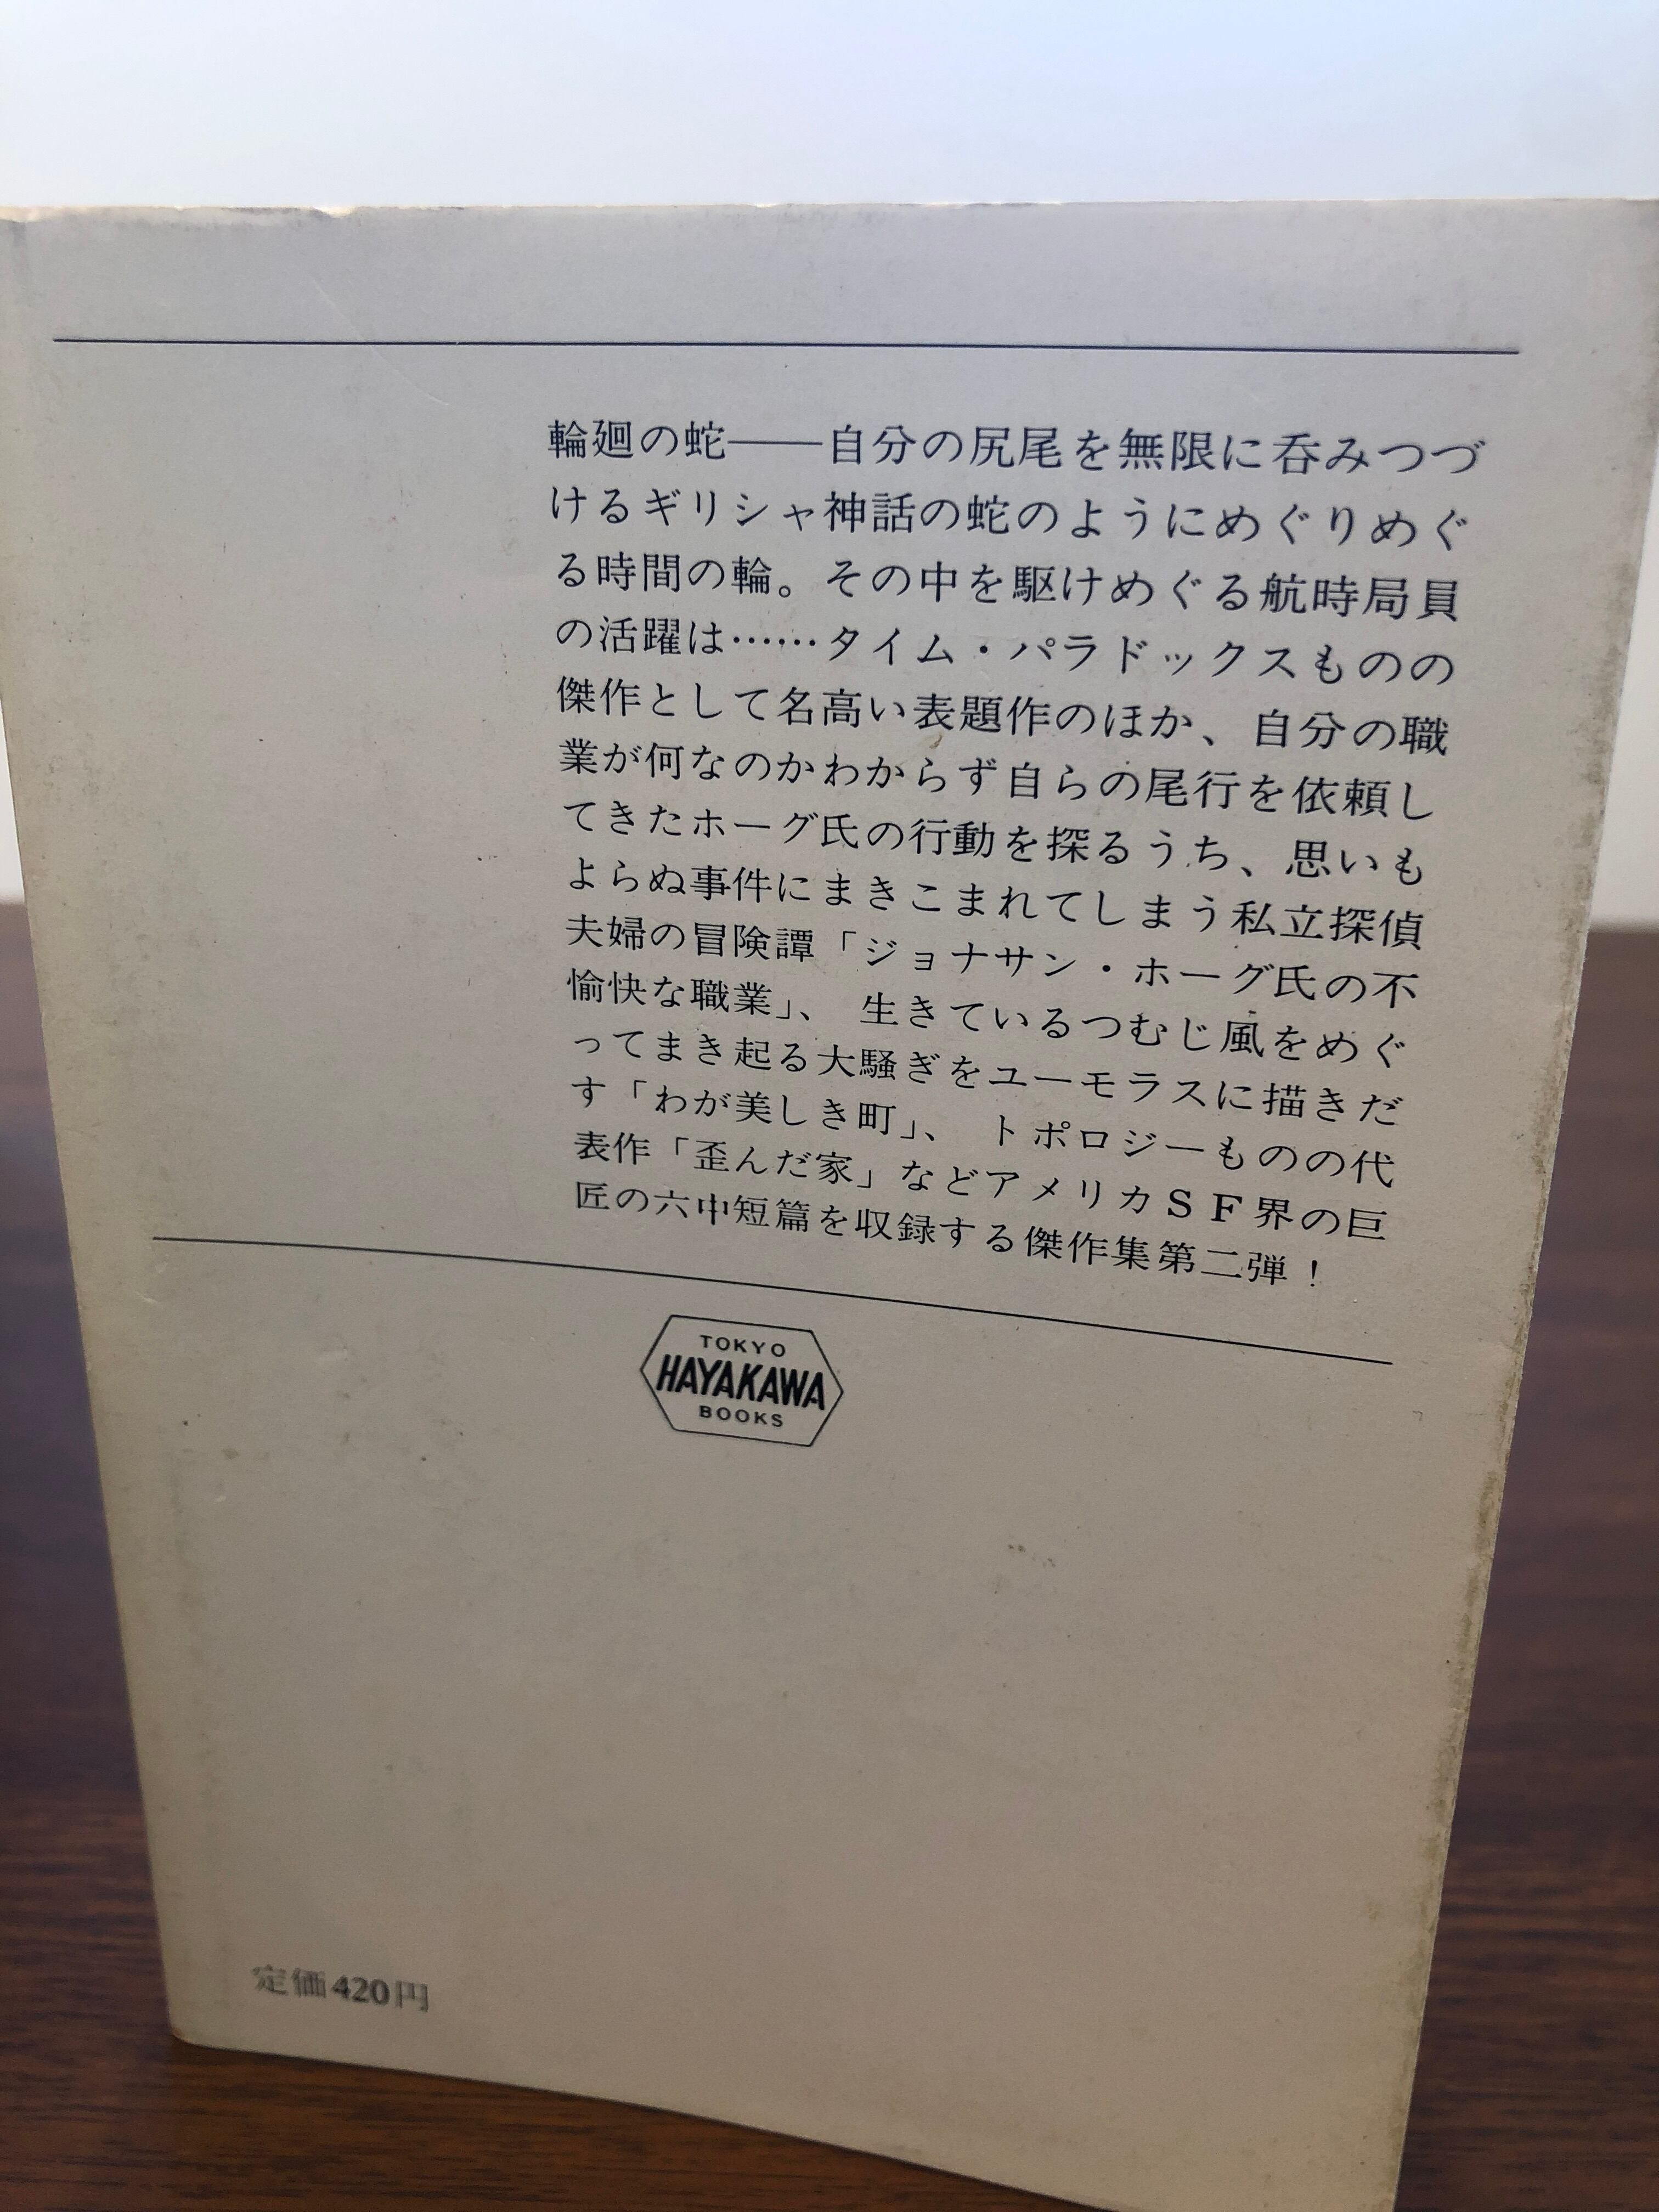 輪廻の蛇――自分の尻尾を無限に呑みつづ
けるギリシャ神話の蛇のようにめぐりめぐ
る時間の輪。その中を駆けめぐる航時局員
の活躍は……タイム・パラドックスものの
傑作として名高い表題作のほか、自分の職
業が何なのかわからず自らの尾行を依頼し
てきたホーグ氏の行動を探るうち、思いも
よらぬ事件にまきこまれてしまう私立探偵
夫婦の冒険譚「ジョナサン・ホーグ氏の不
愉快な職業」、生きているつむじ風をめぐ
ってまき起る大騒ぎをユーモラスに描きだ
す「わが美しき町」、トポロジーものの代
表作「歪んだ家」などアメリカSF界の巨
匠の六中短篇を収録する傑作集第二弾！
TOKYO
HAYAKAWA
BOOKS
定価420円